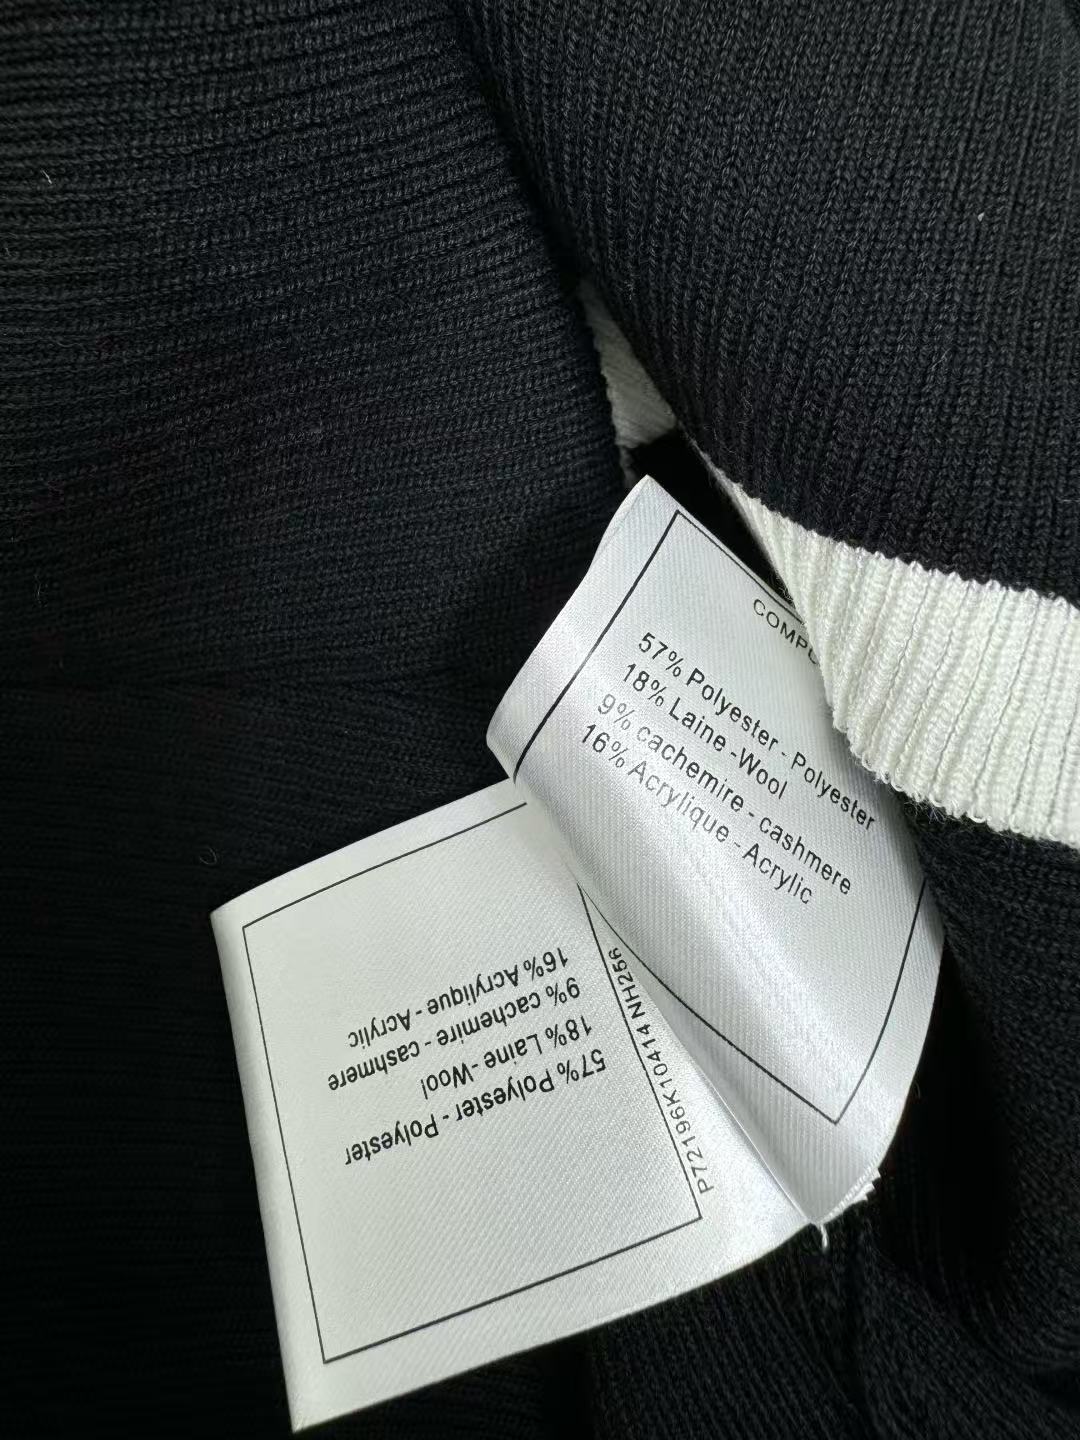 57% Polyester - Polyester
18% Laine -Wool
9% cachemire - cashmere
16% Acrylique - Acrylic
57% Polyester - Polyester
18% Laine -Wool
9% cachemire - cashmere
16% Acrylique - Acrylic
P72196K10414 NH256